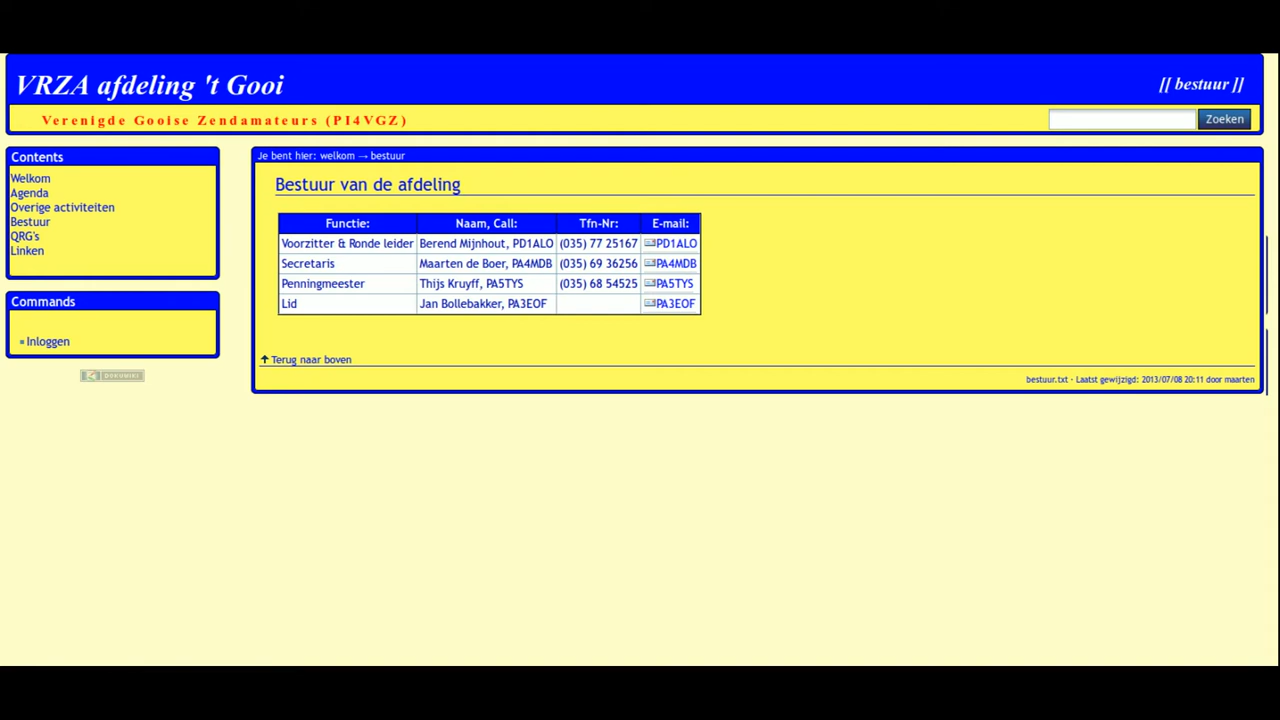 VRZA afdeling 't Gooi
[[ bestuur ]]
Verenigde Gooise Zendamateurs (PI4VGZ)
Zoeken
Contents
Welkom
Agenda
Overige activiteiten
Bestuur
QRG's
Linken
Commands
Inloggen
DOKUWIKI
Je bent hier: welkom → bestuur
Bestuur van de afdeling
Functie: Naam, Call: Tfn-Nr: E-mail:
Voorzitter & Ronde leider Berend Mijnhout, PD1ALO (035) 77 25167 PD1ALO
Secretaris Maarten de Boer, PA4MDB (035) 69 36256 PA4MDB
Penningmeester Thijs Kruyff, PA5TYS (035) 68 54525 PA5TYS
Lid Jan Bollebakker, PA3EOF PA3EOF
Terug naar boven
bestuur.txt · Laatst gewijzigd: 2013/07/08 20:11 door maarten